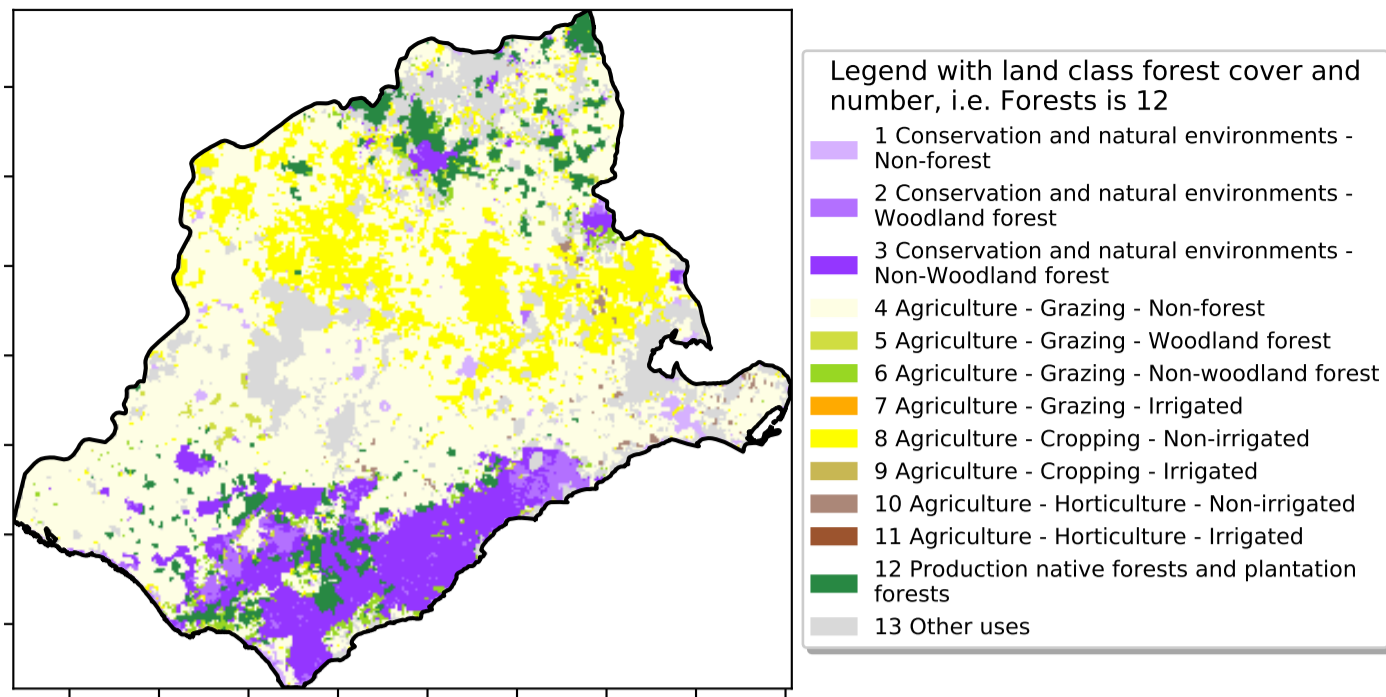 Legend with land class forest cover and
number, i.e. Forests is 12
1 Conservation and natural environments -
Non-forest
2 Conservation and natural environments -
Woodland forest
3 Conservation and natural environments -
Non-Woodland forest
4 Agriculture - Grazing - Non-forest
5 Agriculture - Grazing - Woodland forest
6 Agriculture - Grazing - Non-woodland forest
7 Agriculture - Grazing - Irrigated
8 Agriculture - Cropping - Non-irrigated
9 Agriculture - Cropping - Irrigated
10 Agriculture - Horticulture - Non-irrigated
11 Agriculture - Horticulture - Irrigated
12 Production native forests and plantation
forests
13 Other uses